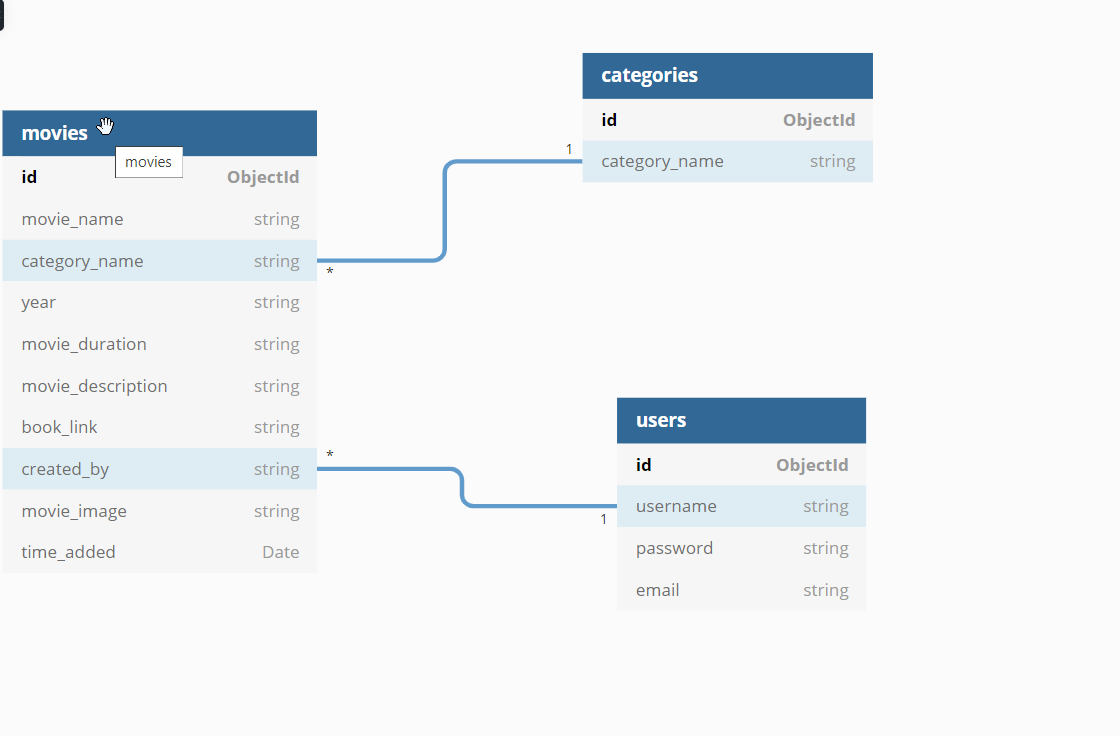 movies
movies
id ObjectId
movie_name string
category_name string
year string
movie_duration string
movie_description string
book_link string
created_by string
movie_image string
time_added Date
*
*
categories
id ObjectId
category_name string
1
users
id ObjectId
username string
password string
email string
1